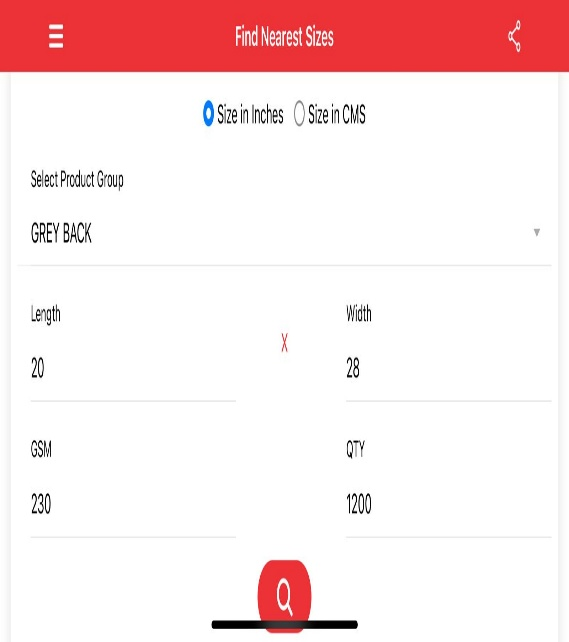 Find Nearest Sizes
Size in Inches Size in CMS
Select Product Group
GREY BACK
Length X Width
20 28
GSM QTY
230 1200